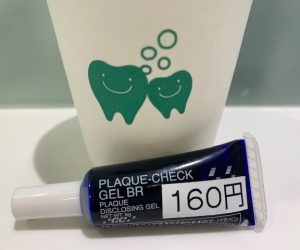 PLAQUE-CHECK
GEL BR
PLAQUE
DISCLOSING GEL
160円